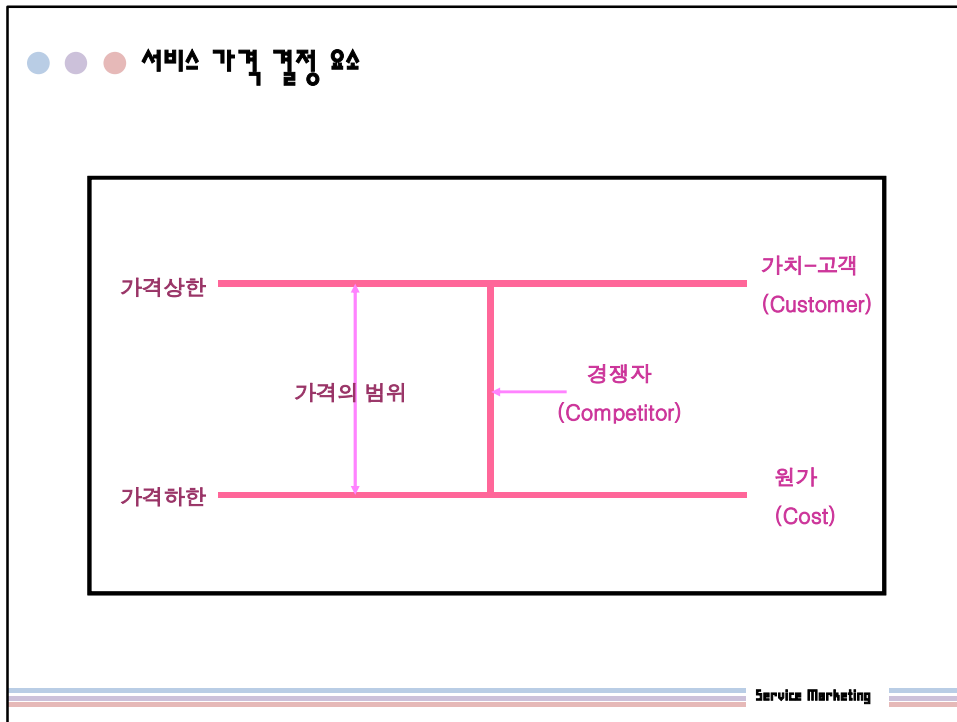 서비스 가격 결정 요소
가격상한
가치-고객
(Customer)
가격의 범위
경쟁자
(Competitor)
가격하한
원가
(Cost)
Service Marketing